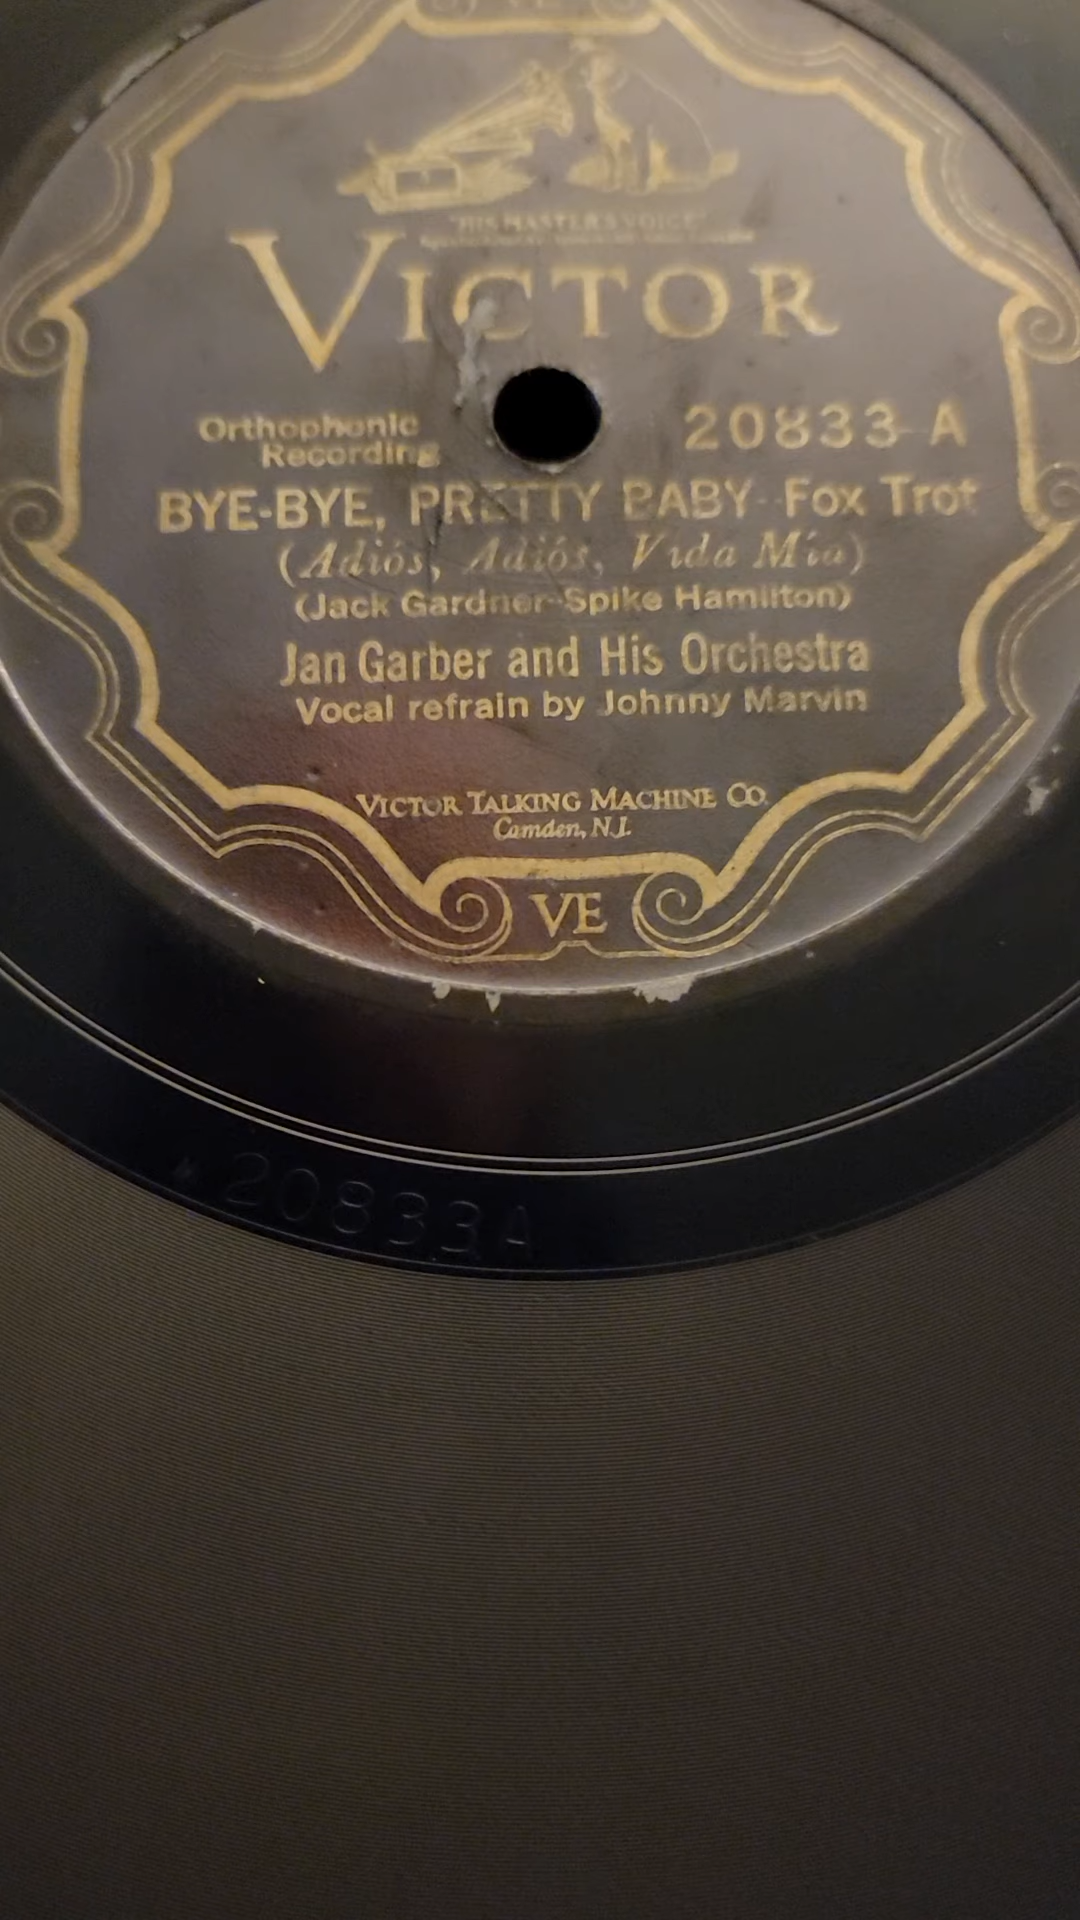 "HIS MASTER'S VOICE"
VICTOR
Orthophonic
Recording
20833-A
BYE-BYE, PRETTY BABY--Fox Trot
(Adiós, Adiós, Vida Mía)
(Jack Gardner-Spike Hamilton)
Jan Garber and His Orchestra
Vocal refrain by Johnny Marvin
VICTOR TALKING MACHINE CO.
Camden, N.J.
VE
20833A